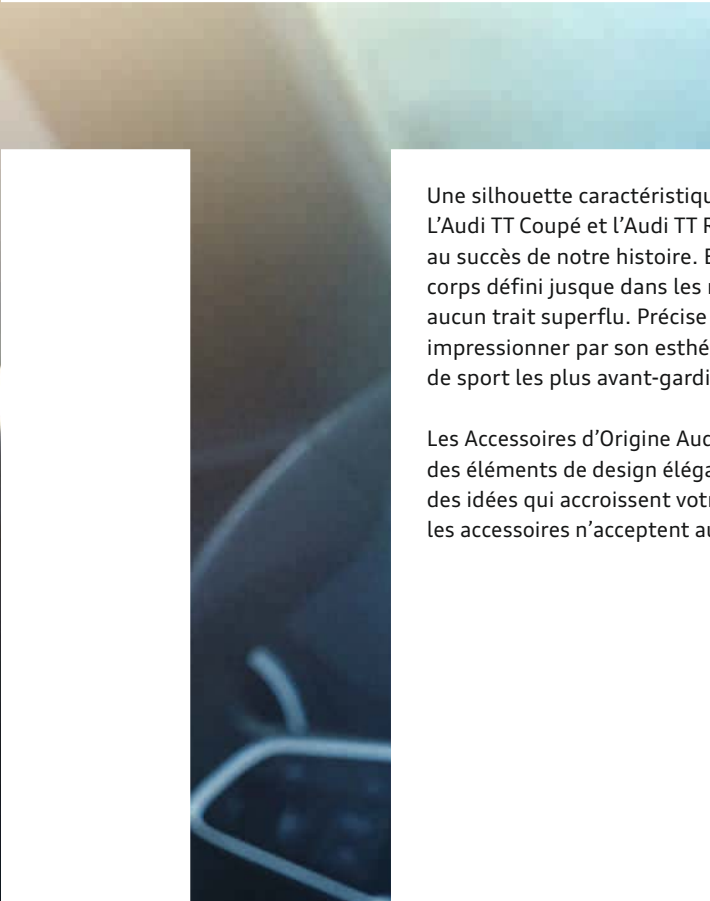 Une silhouette caractéristiqu
L’Audi TT Coupé et l’Audi TT R
au succès de notre histoire. E
corps défini jusque dans les
aucun trait superflu. Précise
impressionner par son esthé
de sport les plus avant-gardi
Les Accessoires d’Origine Aud
des éléments de design éléga
des idées qui accroissent votr
les accessoires n’acceptent au